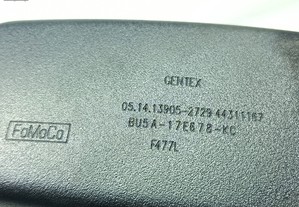 GENTEX
05.14.13905-2729 44311167
BU5A-17E678-KC
FoMoCo
F477L